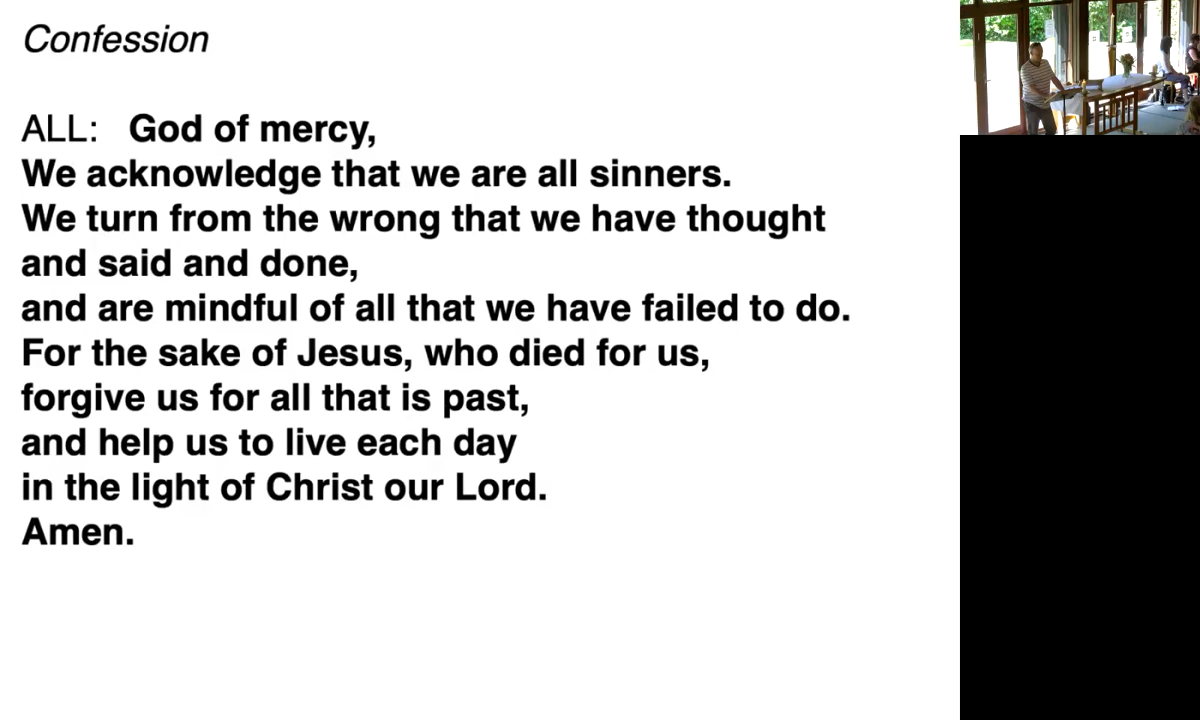 Confession
ALL: God of mercy,
We acknowledge that we are all sinners.
We turn from the wrong that we have thought
and said and done,
and are mindful of all that we have failed to do.
For the sake of Jesus, who died for us,
forgive us for all that is past,
and help us to live each day
in the light of Christ our Lord.
Amen.